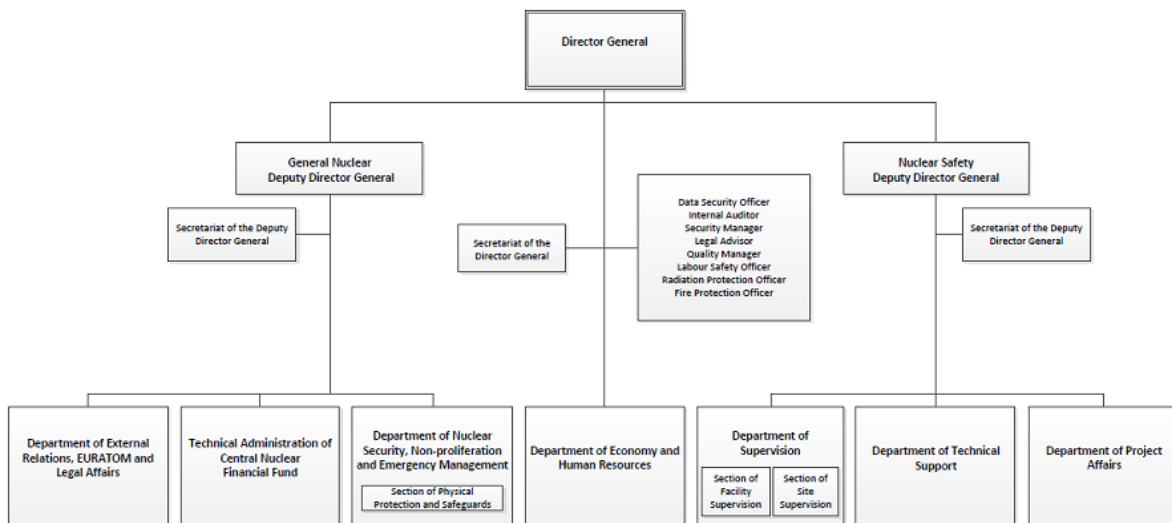 Director General
General Nuclear
Deputy Director General
Nuclear Safety
Deputy Director General
Secretariat of the Deputy
Director General
Secretariat of the
Director General
Data Security Officer
Internal Auditor
Security Manager
Legal Advisor
Quality Manager
Labour Safety Officer
Radiation Protection Officer
Fire Protection Officer
Secretariat of the Deputy
Director General
Department of External
Relations, EURATOM and
Legal Affairs
Technical Administration of
Central Nuclear
Financial Fund
Department of Nuclear
Security, Non-proliferation
and Emergency Management
Section of Physical
Protection and Safeguards
Department of Economy and
Human Resources
Department of
Supervision
Section of
Facility
Supervision
Section of
Site
Supervision
Department of Technical
Support
Department of Project
Affairs